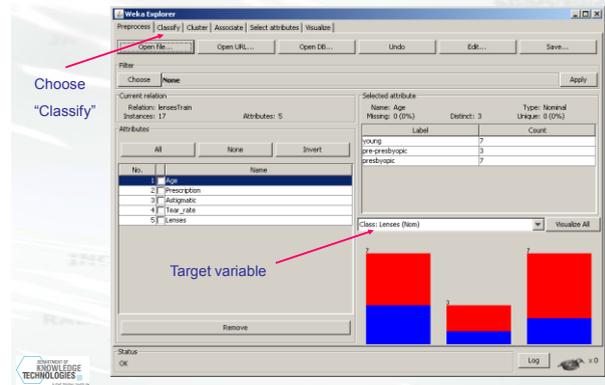 Weka Explorer
Preprocess Classify Cluster Associate Select attributes Visualize
Open file... Open URL... Open DB... Undo Edit... Save...
Filter
Choose None Apply
Choose
"Classify"
Current relation
Relation: lensesTrain
Instances: 17 Attributes: 5
Attributes
All None Invert
No. Name
1 Age
2 Prescription
3 Astigmatic
4 Tear_rate
5 Lenses
Remove
Selected attribute
Name: Age Type: Nominal
Missing: 0 (0%) Distinct: 3 Unique: 0 (0%)
Label Count
young 7
pre-presbyopic 3
presbyopic 7
Class: Lenses (Nom) Visualize All
7 3 7
Target variable
Status
OK
Log x 0
DEPARTMENT OF
KNOWLEDGE
TECHNOLOGIES